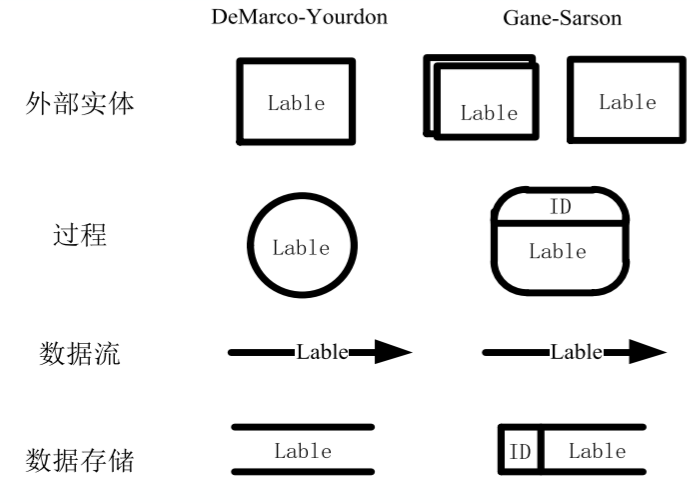 DeMarco-Yourdon Gane-Sarson
外部实体 Lable Lable Lable
过程 Lable ID
Lable
数据流 Lable Lable
数据存储 Lable ID Lable